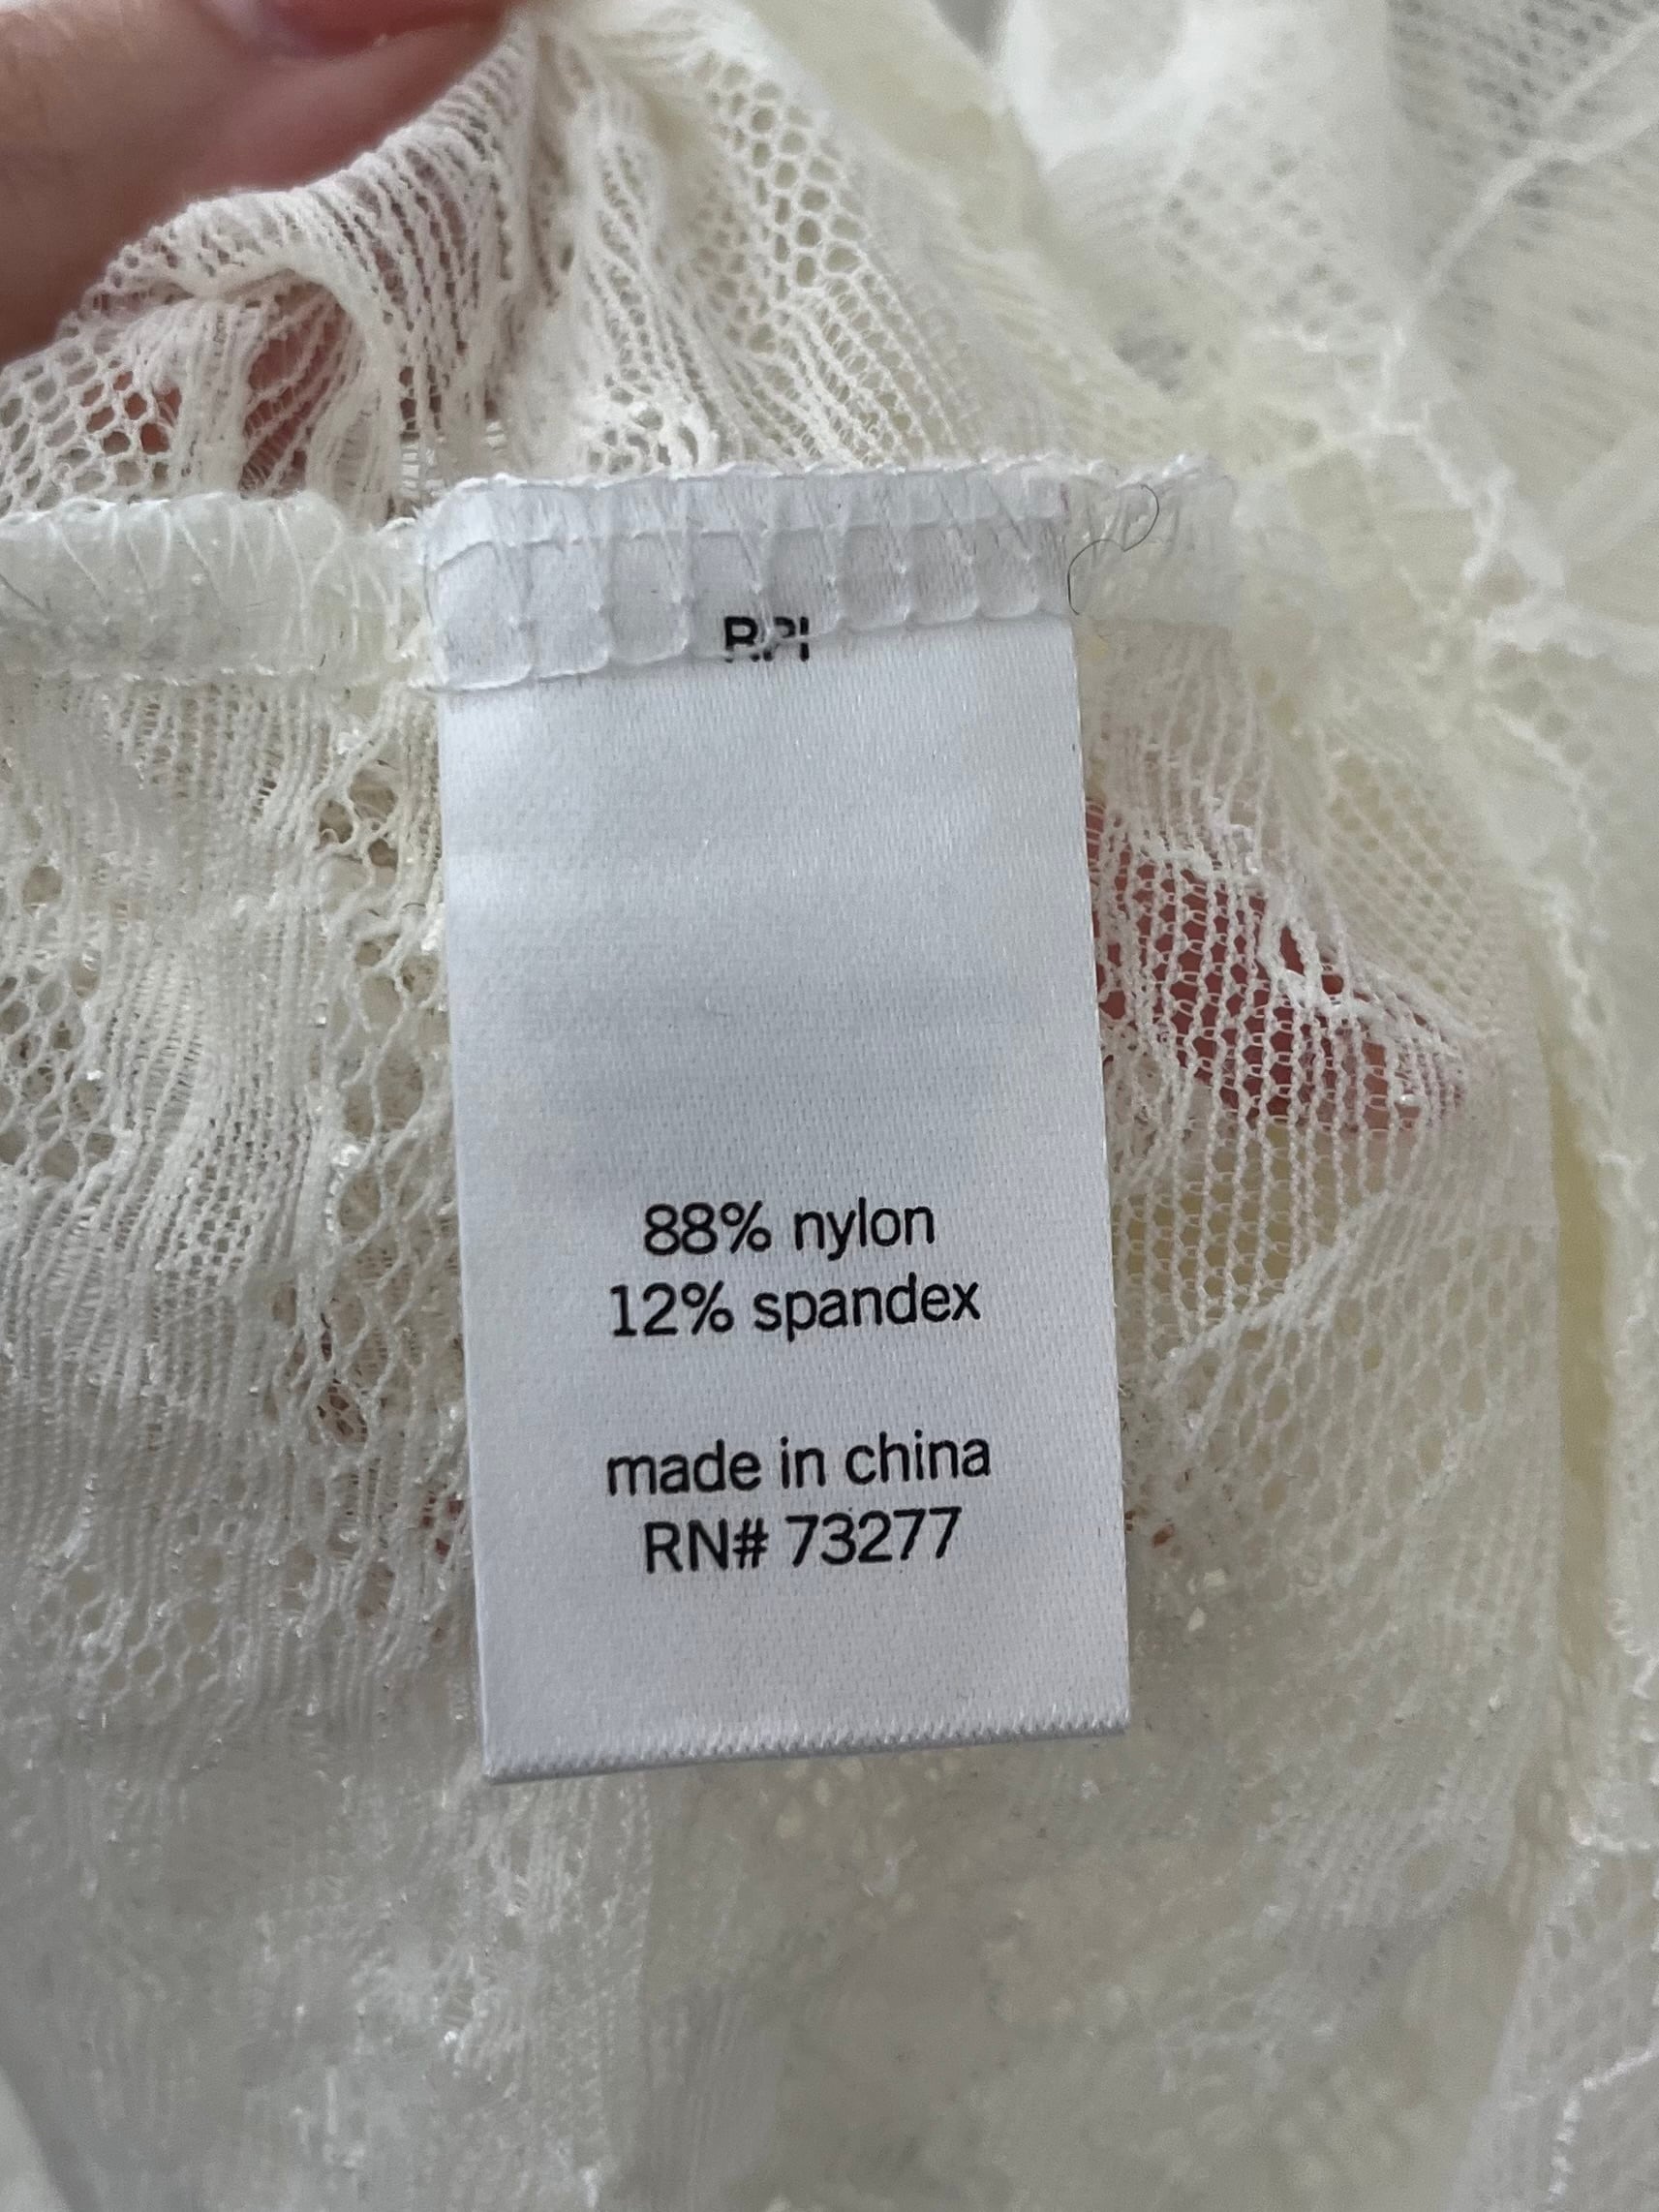 88% nylon
12% spandex
made in china
RN# 73277